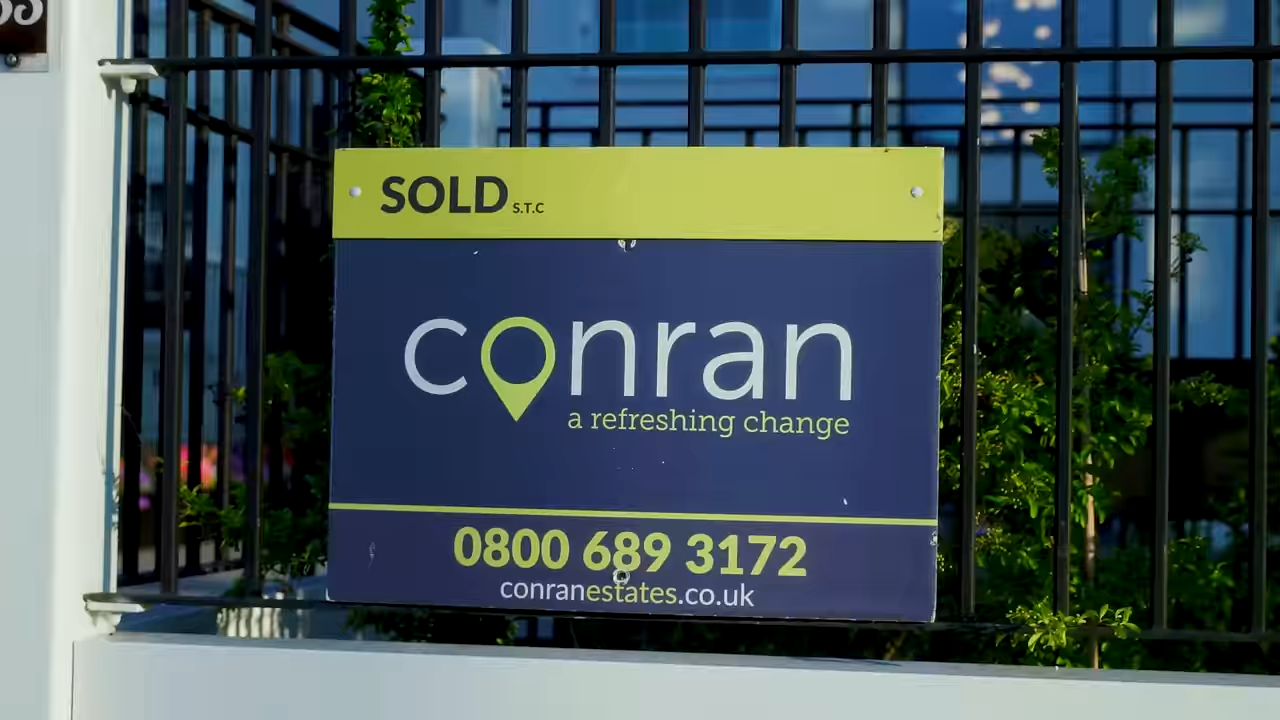 SOLD S.T.C
conran
a refreshing change
0800 689 3172
conranestates.co.uk